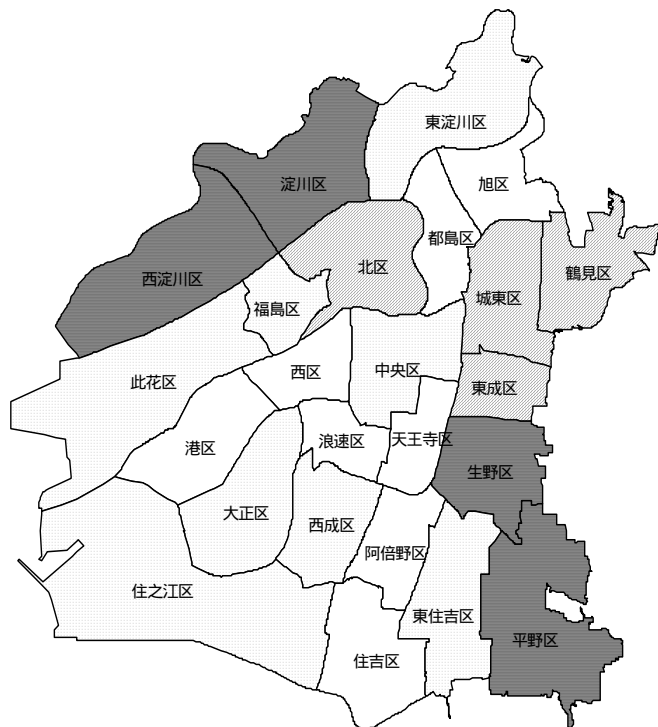 東淀川区
淀川区
旭区
都島区
鶴見区
北区
西淀川区
城東区
福島区
此花区
西区
中央区
東成区
港区
浪速区
天王寺区
生野区
大正区
西成区
阿倍野区
住之江区
東住吉区
平野区
住吉区